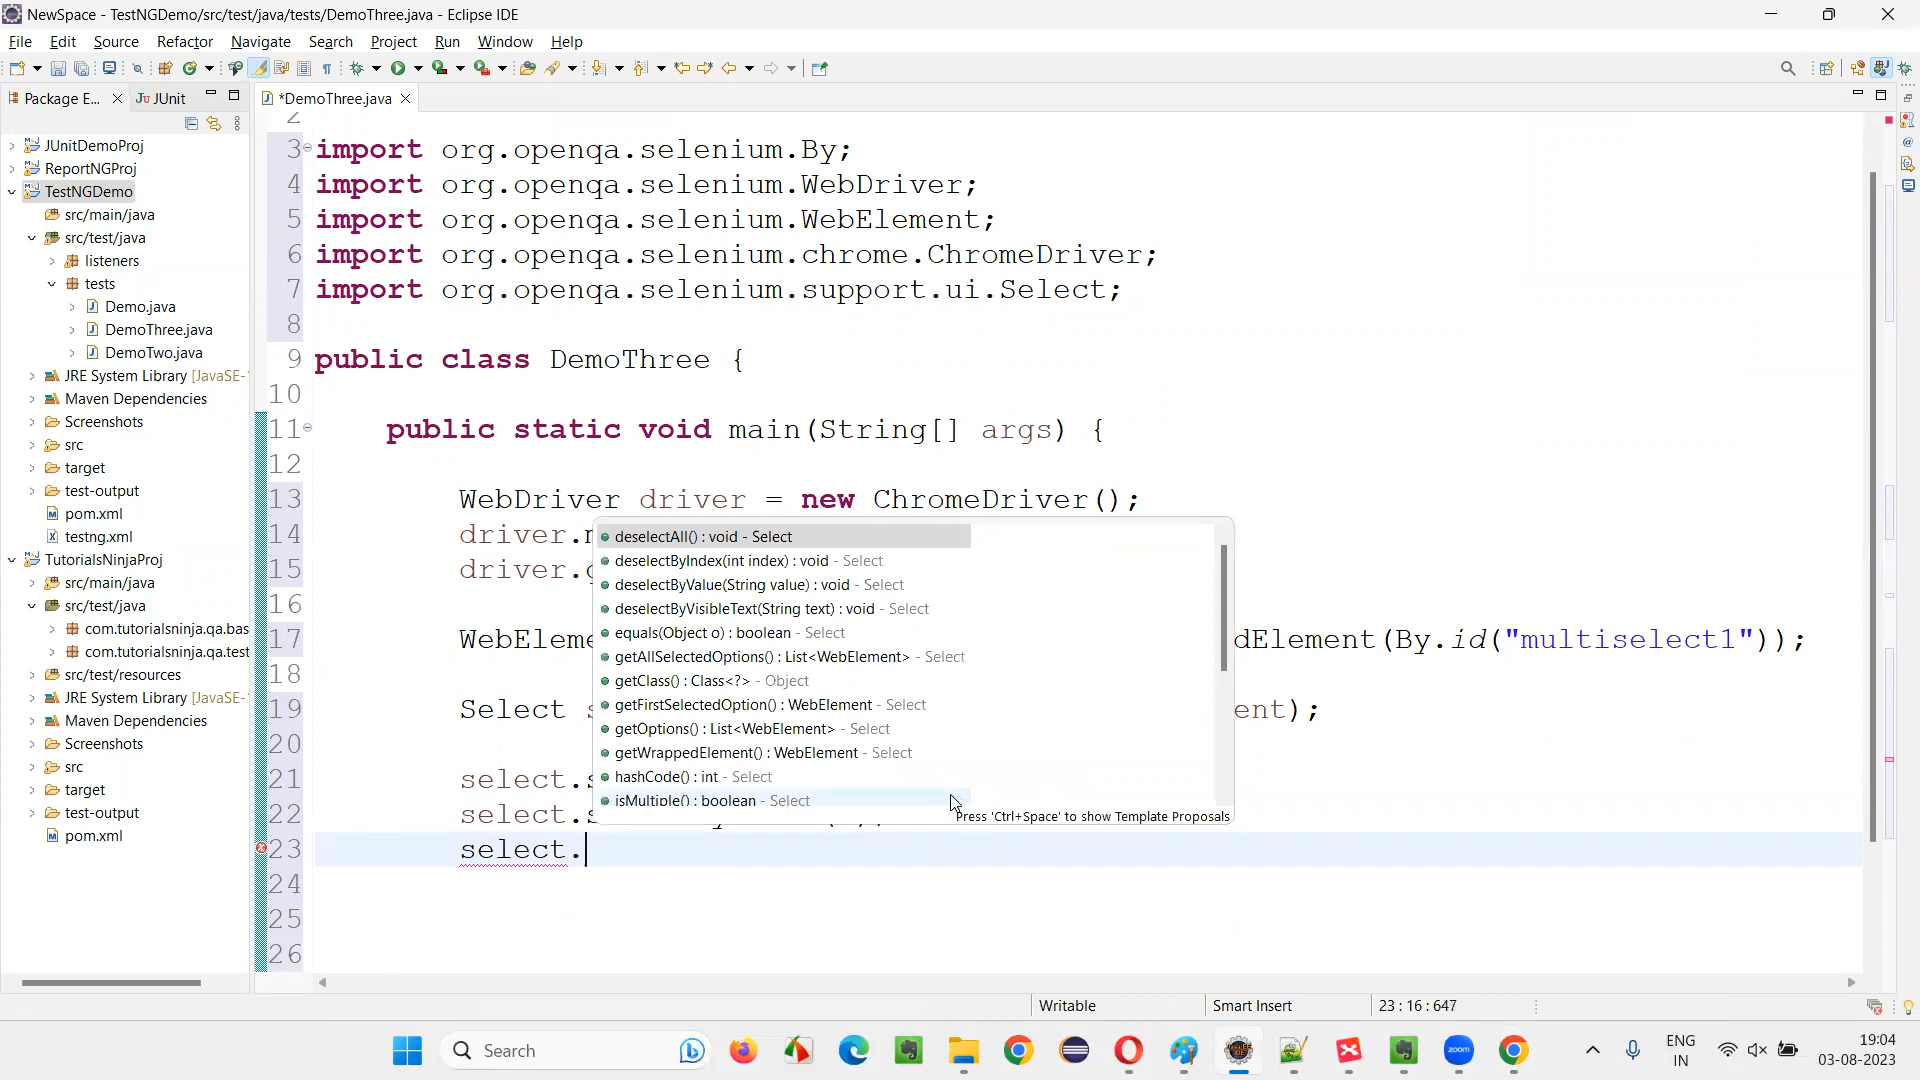 NewSpace - TestNGDemo/src/test/java/tests/DemoThree.java - Eclipse IDE
File Edit Source Refactor Navigate Search Project Run Window Help
Package E... JUnit
*DemoThree.java
JUnitDemoProj
ReportNGProj
TestNGDemo
src/main/java
src/test/java
listeners
tests
Demo.java
DemoThree.java
DemoTwo.java
JRE System Library [JavaSE-
Maven Dependencies
Screenshots
src
target
test-output
pom.xml
testng.xml
TutorialsNinjaProj
src/main/java
src/test/java
com.tutorialsninja.qa.bas
com.tutorialsninja.qa.test
src/test/resources
JRE System Library [JavaSE-
Maven Dependencies
Screenshots
src
target
test-output
pom.xml
2
3 import org.openqa.selenium.By;
4 import org.openqa.selenium.WebDriver;
5 import org.openqa.selenium.WebElement;
6 import org.openqa.selenium.chrome.ChromeDriver;
7 import org.openqa.selenium.support.ui.Select;
8
9 public class DemoThree {
10
11 public static void main(String[] args) {
12
13 WebDriver driver = new ChromeDriver();
14 driver.
15 driver.
16
17 WebEleme dElement(By.id("multiselect1"));
18
19 Select ent);
20
21 select.
22 select.
23 select.
24
25
26
deselectAll() : void - Select
deselectByIndex(int index) : void - Select
deselectByValue(String value) : void - Select
deselectByVisibleText(String text) : void - Select
equals(Object o) : boolean - Select
getAllSelectedOptions() : List<WebElement> - Select
getClass() : Class<?> - Object
getFirstSelectedOption() : WebElement - Select
getOptions() : List<WebElement> - Select
getWrappedElement() : WebElement - Select
hashCode() : int - Select
isMultiple() : boolean - Select
Press 'Ctrl+Space' to show Template Proposals
Writable Smart Insert 23 : 16 : 647
Search
zoom
ENG
IN
19:04
03-08-2023